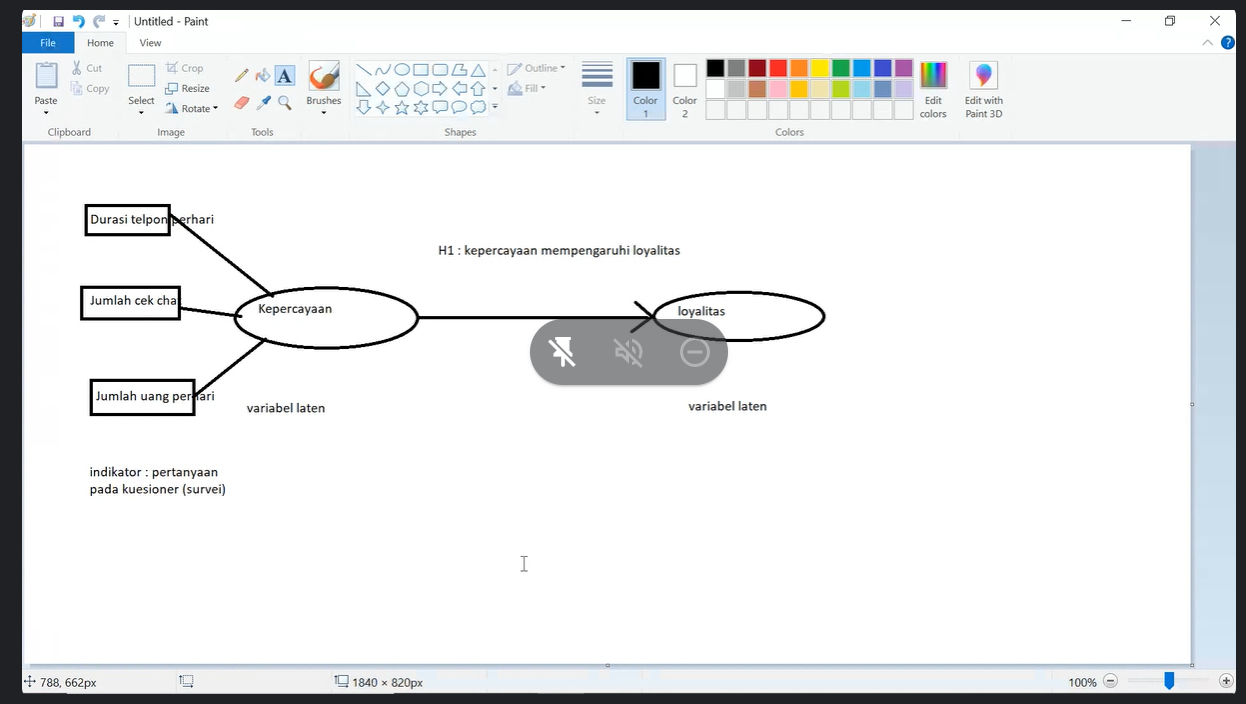 Untitled - Paint
File Home View
Paste
Cut
Copy
Clipboard
Select
Crop
Resize
Rotate
Image
A
Tools
Brushes
Shapes
Outline
Fill
Size
Color 1
Color 2
Colors
Edit colors
Edit with Paint 3D
Durasi telpon perhari
H1 : kepercayaan mempengaruhi loyalitas
Jumlah cek chat
Kepercayaan
loyalitas
Jumlah uang perhari
variabel laten
variabel laten
indikator : pertanyaan
pada kuesioner (survei)
788, 662px
1840 × 820px
100%